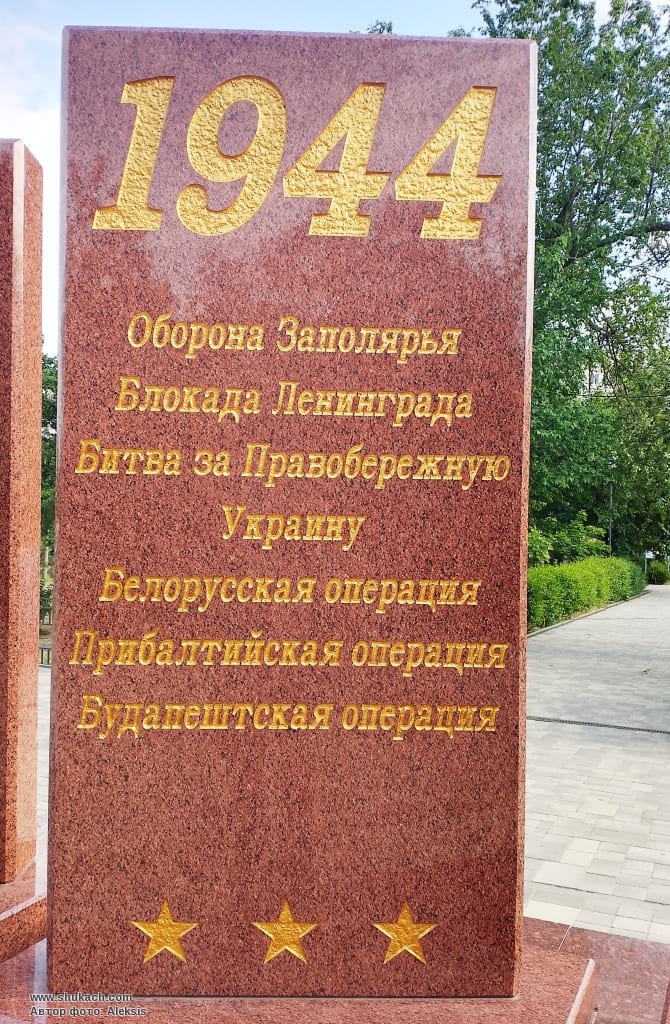 1944
Оборона Заполярья
Блокада Ленинграда
Битва за Правобережную
Украину
Белорусская операция
Прибалтийская операция
Будапештская операция
www.shukach.com
Автор фото: Aleksis